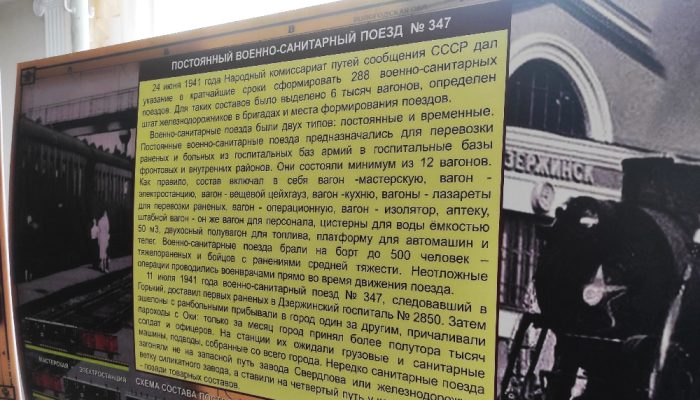 ПОСТОЯННЫЙ ВОЕННО-САНИТАРНЫЙ ПОЕЗД № 347
24 июня 1941 года Народный комиссариат путей сообщения СССР дал
указание в кратчайшие сроки сформировать 288 военно-санитарных
поездов. Для таких составов было выделено 6 тысяч вагонов, определен
штат железнодорожников в бригадах и места формирования поездов.
Военно-санитарные поезда были двух типов: постоянные и временные.
Постоянные военно-санитарные поезда предназначались для перевозки
раненых и больных из госпитальных баз армий в госпитальные базы
фронтовых и внутренних районов. Они состояли минимум из 12 вагонов.
Как правило, состав включал в себя вагон -мастерскую, вагон -
электростанцию, вагон - вещевой цейхгауз, вагон -кухню, вагоны - лазареты
для перевозки раненых, вагон - операционную, вагон - изолятор, аптеку,
штабной вагон - он же вагон для персонала, цистерны для воды ёмкостью
50 м3, двухосный полувагон для топлива, платформу для автомашин и
телег. Военно-санитарные поезда брали на борт до 500 человек –
тяжелораненых и бойцов с ранениями средней тяжести. Неотложные
операции проводились военврачами прямо во время движения поезда.
11 июля 1941 года военно-санитарный поезд № 347, следовавший в
Горький, доставил первых раненых в Дзержинский госпиталь № 2850. Затем
эшелоны с ранбольными прибывали в город один за другим, причаливали
пароходы с Оки: только за месяц город принял более полутора тысяч
солдат и офицеров. На станции их ожидали грузовые и санитарные
машины, подводы, собранные со всего города. Нередко санитарные поезда
загоняли не на запасной путь завода Свердлова или железнодорожную
ветку силикатного завода, а ставили на четвертый путь
- позади товарных составов.
ЗЕРЖИНСК
МАСТЕРСКАЯ ЭЛЕКТРОСТАНЦИЯ
СХЕМА СОСТАВА